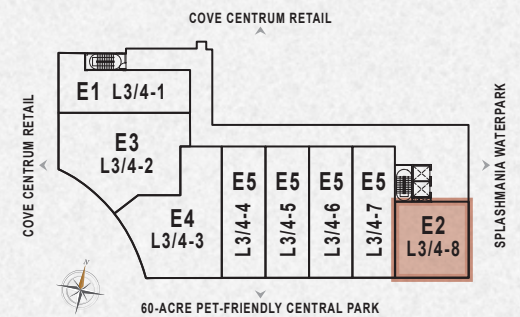 COVE CENTRUM RETAIL
E1 L3/4-1
E3
L3/4-2
E4
L3/4-3
E5
L3/4-4
E5
L3/4-5
E5
L3/4-6
E5
L3/4-7
E2
L3/4-8
COVE CENTRUM RETAIL
SPLASHMANIA WATERPARK
N
60-ACRE PET-FRIENDLY CENTRAL PARK